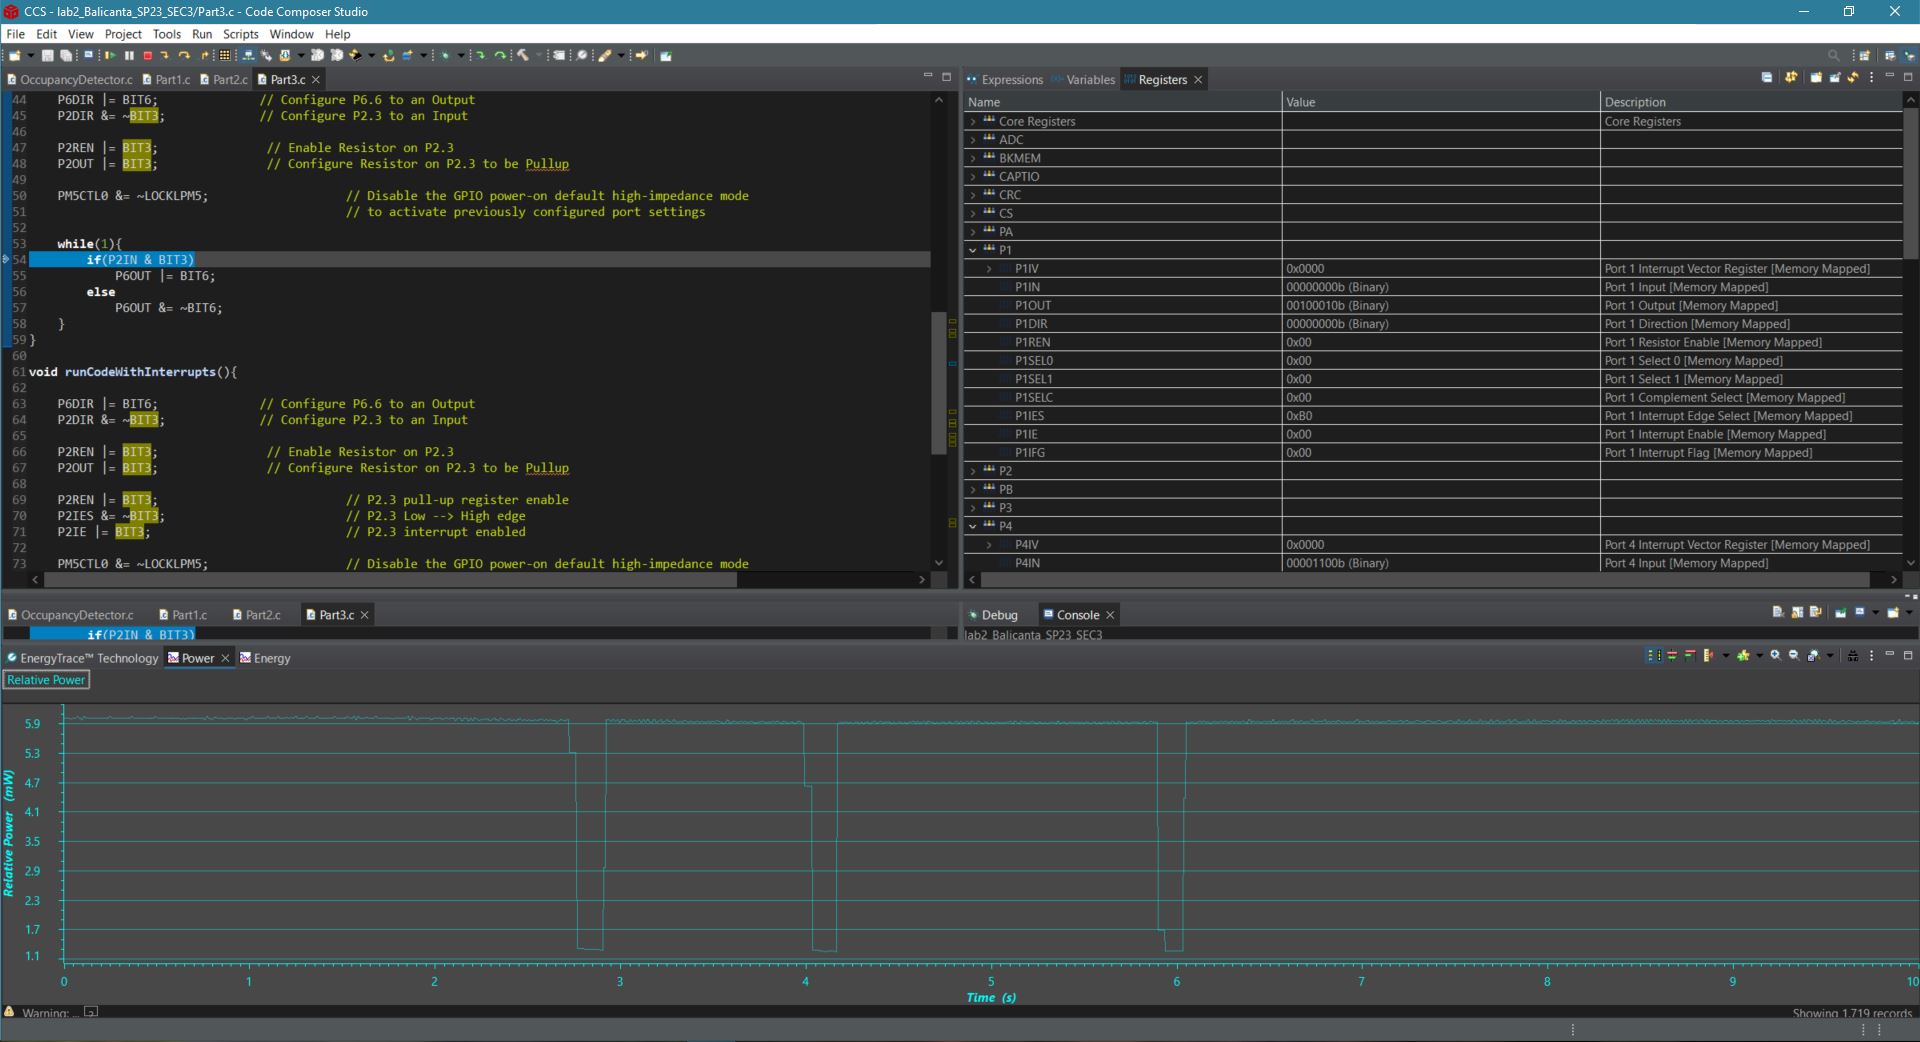 CCS - lab2_Balicanta_SP23_SEC3/Part3.c - Code Composer Studio
File Edit View Project Tools Run Scripts Window Help
OccupancyDetector.c Part1.c Part2.c Part3.c
44 P6DIR |= BIT6; // Configure P6.6 to an Output
45 P2DIR &= ~BIT3; // Configure P2.3 to an Input
46
47 P2REN |= BIT3; // Enable Resistor on P2.3
48 P2OUT |= BIT3; // Configure Resistor on P2.3 to be Pullup
49
50 PM5CTL0 &= ~LOCKLPM5; // Disable the GPIO power-on default high-impedance mode
51 // to activate previously configured port settings
52
53 while(1){
54 if(P2IN & BIT3)
55 P6OUT |= BIT6;
56 else
57 P6OUT &= ~BIT6;
58 }
59 }
60
61 void runCodeWithInterrupts(){
62
63 P6DIR |= BIT6; // Configure P6.6 to an Output
64 P2DIR &= ~BIT3; // Configure P2.3 to an Input
65
66 P2REN |= BIT3; // Enable Resistor on P2.3
67 P2OUT |= BIT3; // Configure Resistor on P2.3 to be Pullup
68
69 P2REN |= BIT3; // P2.3 pull-up register enable
70 P2IES &= ~BIT3; // P2.3 Low --> High edge
71 P2IE |= BIT3; // P2.3 interrupt enabled
72
73 PM5CTL0 &= ~LOCKLPM5; // Disable the GPIO power-on default high-impedance mode
Expressions Variables Registers
Name Value Description
Core Registers Core Registers
ADC
BKMEM
CAPTIO
CRC
CS
PA
P1
P1IV 0x0000 Port 1 Interrupt Vector Register [Memory Mapped]
P1IN 00000000b (Binary) Port 1 Input [Memory Mapped]
P1OUT 00100010b (Binary) Port 1 Output [Memory Mapped]
P1DIR 00000000b (Binary) Port 1 Direction [Memory Mapped]
P1REN 0x00 Port 1 Resistor Enable [Memory Mapped]
P1SEL0 0x00 Port 1 Select 0 [Memory Mapped]
P1SEL1 0x00 Port 1 Select 1 [Memory Mapped]
P1SELC 0x00 Port 1 Complement Select [Memory Mapped]
P1IES 0xB0 Port 1 Interrupt Edge Select [Memory Mapped]
P1IE 0x00 Port 1 Interrupt Enable [Memory Mapped]
P1IFG 0x00 Port 1 Interrupt Flag [Memory Mapped]
P2
PB
P3
P4
P4IV 0x0000 Port 4 Interrupt Vector Register [Memory Mapped]
P4IN 00001100b (Binary) Port 4 Input [Memory Mapped]
OccupancyDetector.c Part1.c Part2.c Part3.c
if(P2IN & BIT3)
Debug Console
lab2_Balicanta_SP23_SEC3
EnergyTrace™ Technology Power Energy
Relative Power
Relative Power (mW)
5.9
5.3
4.7
4.1
3.5
2.9
2.3
1.7
1.1
0 1 2 3 4 5 6 7 8 9 10
Time (s)
Warning: ...
Showing 1,719 records